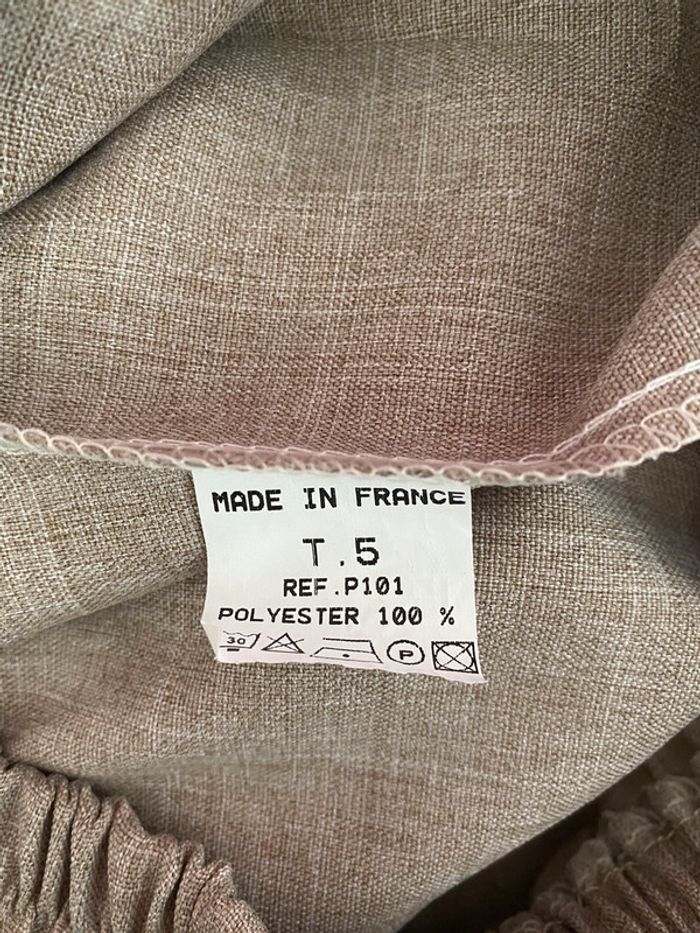 MADE IN FRANCE
T.5
REF.P101
POLYESTER 100 %
30 P